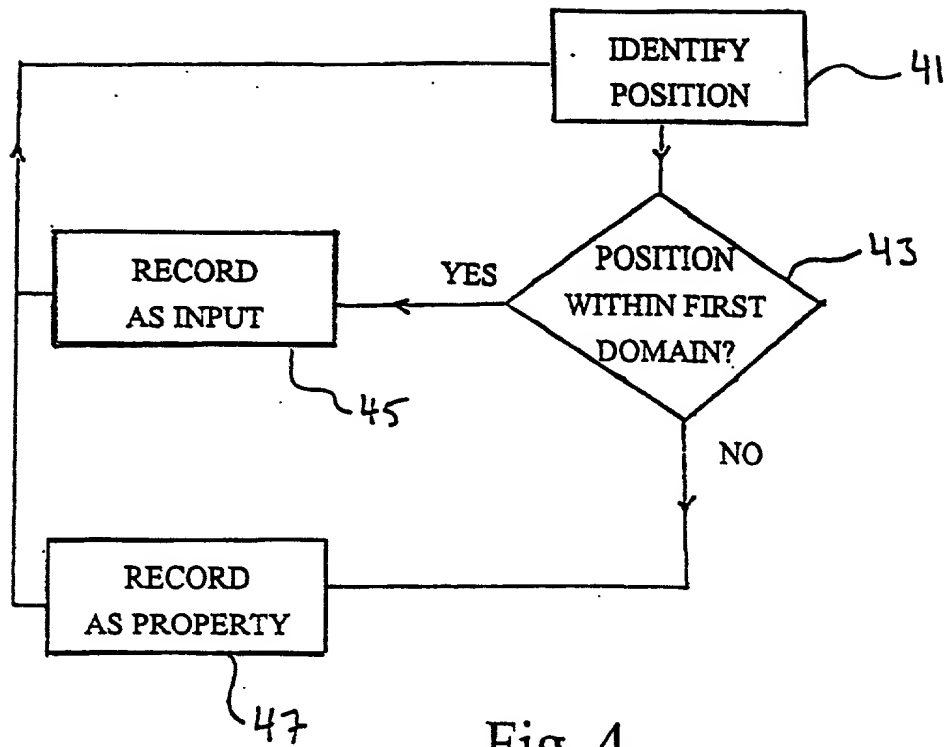 IDENTIFY
POSITION
41
POSITION
WITHIN FIRST
DOMAIN?
43
YES
RECORD
AS INPUT
45
NO
RECORD
AS PROPERTY
47
Fig. 4